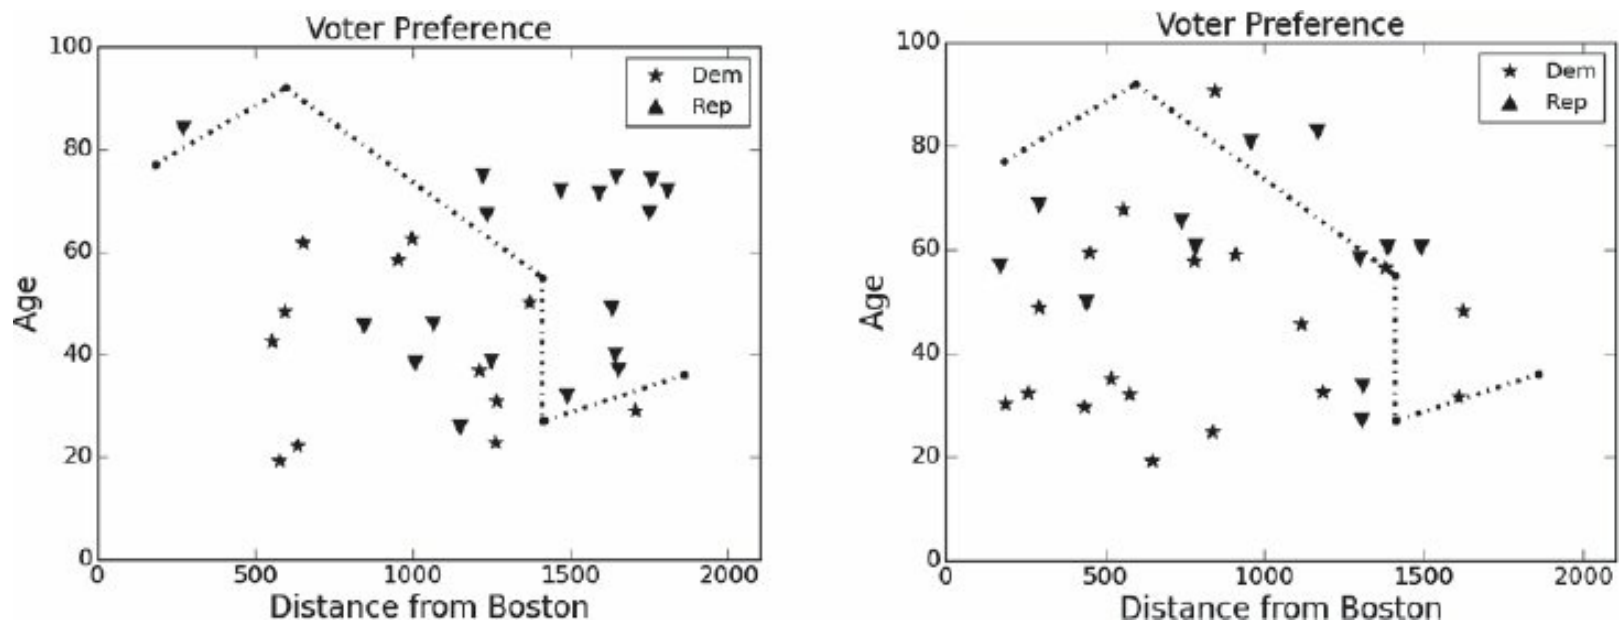 Voter Preference
100
80
60
40
20
0
Age
Dem
Rep
0 500 1000 1500 2000
Distance from Boston
Voter Preference
100
80
60
40
20
0
Age
Dem
Rep
0 500 1000 1500 2000
Distance from Boston